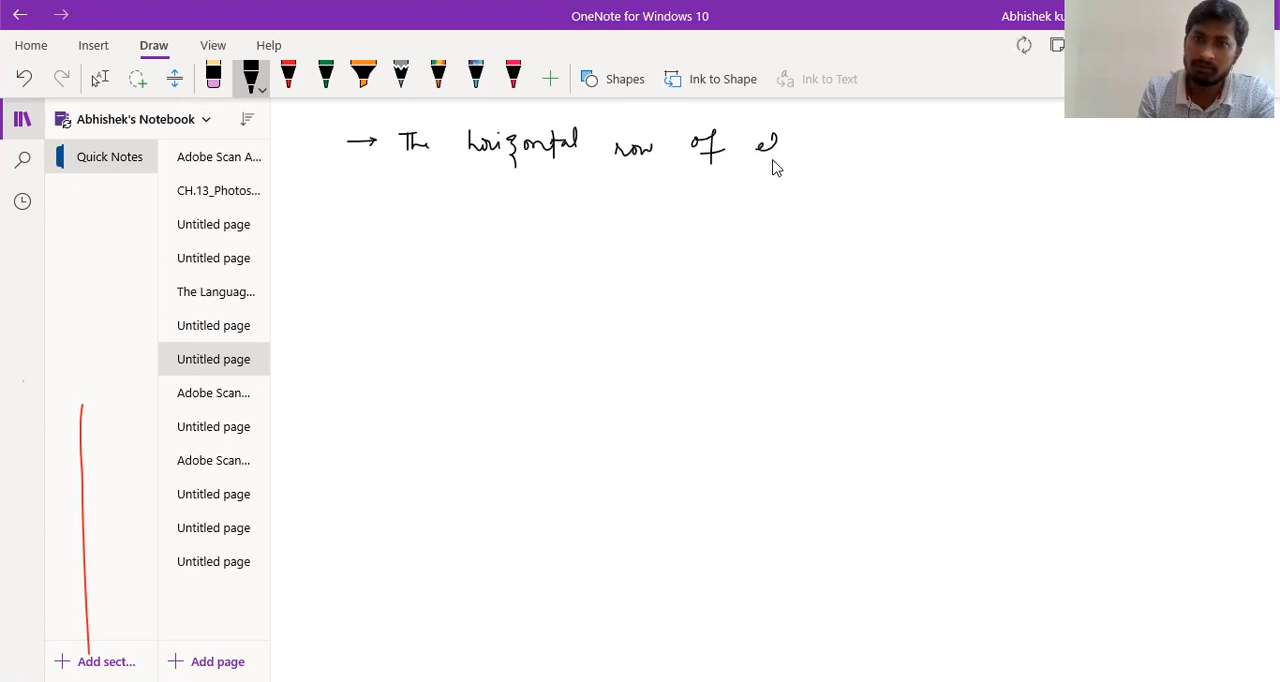 OneNote for Windows 10
Abhishek ku
Home Insert Draw View Help
Shapes Ink to Shape Ink to Text
Abhishek's Notebook
Quick Notes
Adobe Scan A...
CH.13_Photos...
Untitled page
Untitled page
The Languag...
Untitled page
Untitled page
Adobe Scan...
Untitled page
Adobe Scan...
Untitled page
Untitled page
Untitled page
+ Add sect...
+ Add page
→ The horizontal row of el